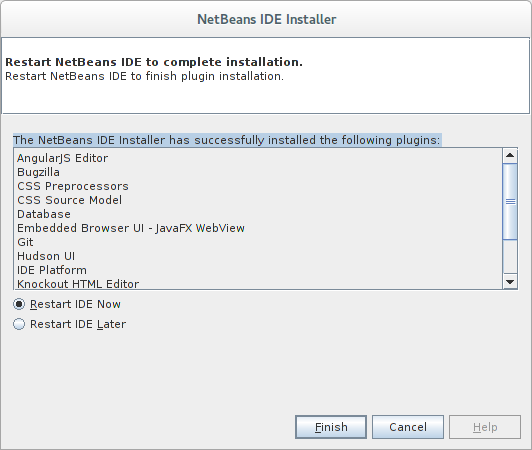 NetBeans IDE Installer
Restart NetBeans IDE to complete installation.
Restart NetBeans IDE to finish plugin installation.
The NetBeans IDE Installer has successfully installed the following plugins:
AngularJS Editor
Bugzilla
CSS Preprocessors
CSS Source Model
Database
Embedded Browser UI - JavaFX WebView
Git
Hudson UI
IDE Platform
Knockout HTML Editor
Restart IDE Now
Restart IDE Later
Finish Cancel Help